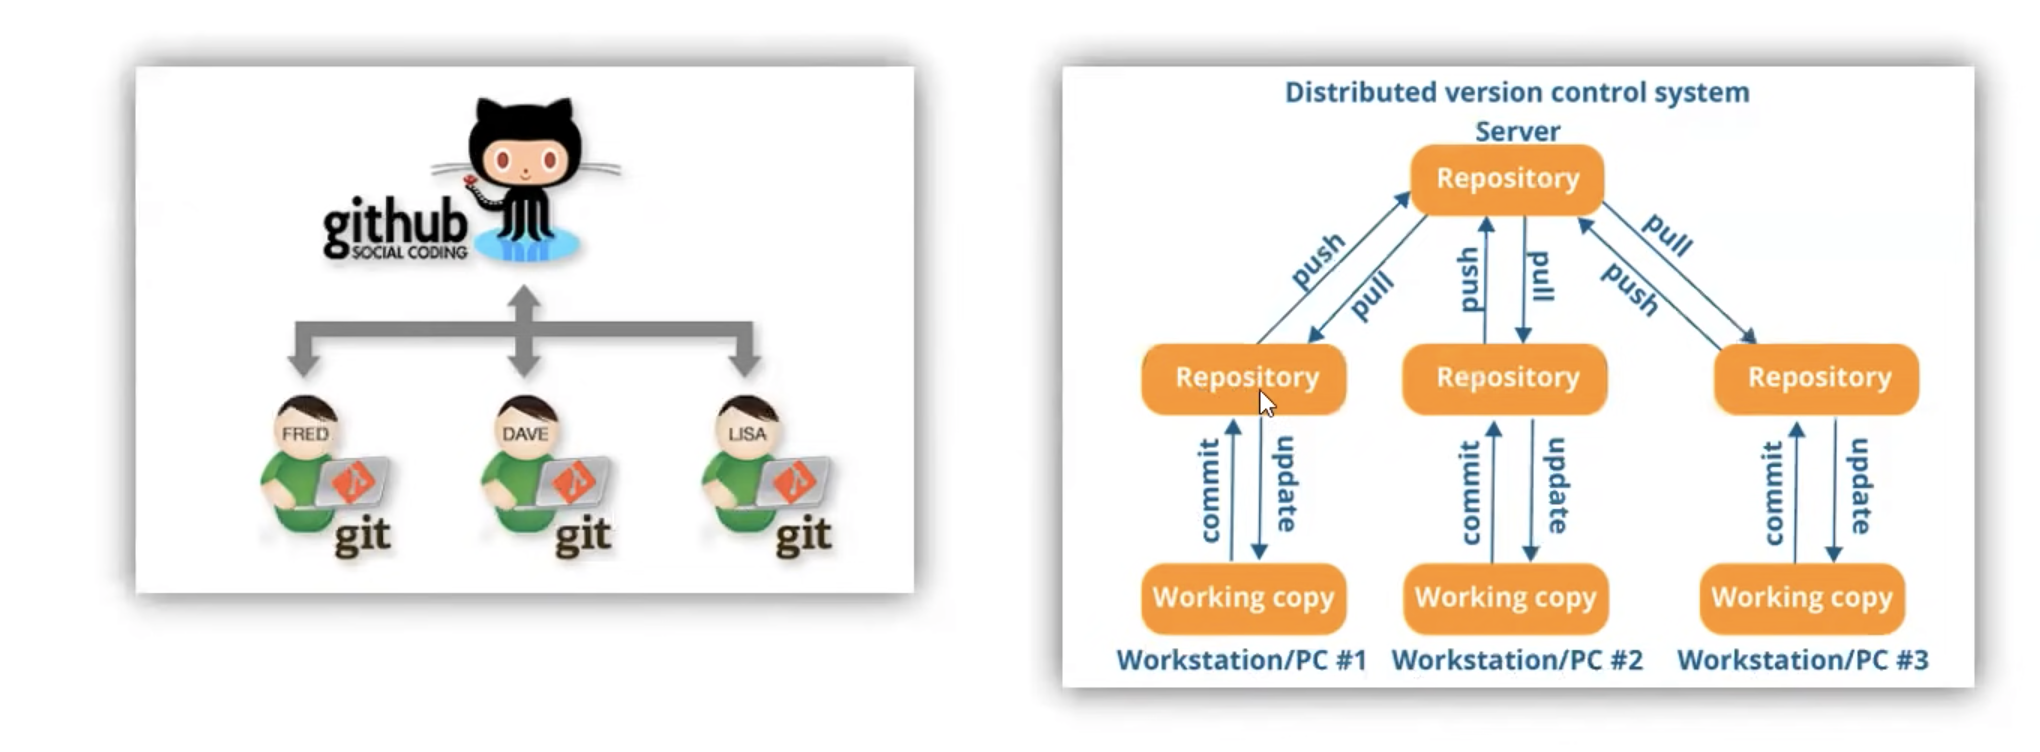 github
SOCIAL CODING
FRED
DAVE
LISA
git
git
git
Distributed version control system
Server
Repository
push
pull
push
pull
push
pull
Repository
Repository
Repository
commit
update
commit
update
commit
update
Working copy
Working copy
Working copy
Workstation/PC #1
Workstation/PC #2
Workstation/PC #3